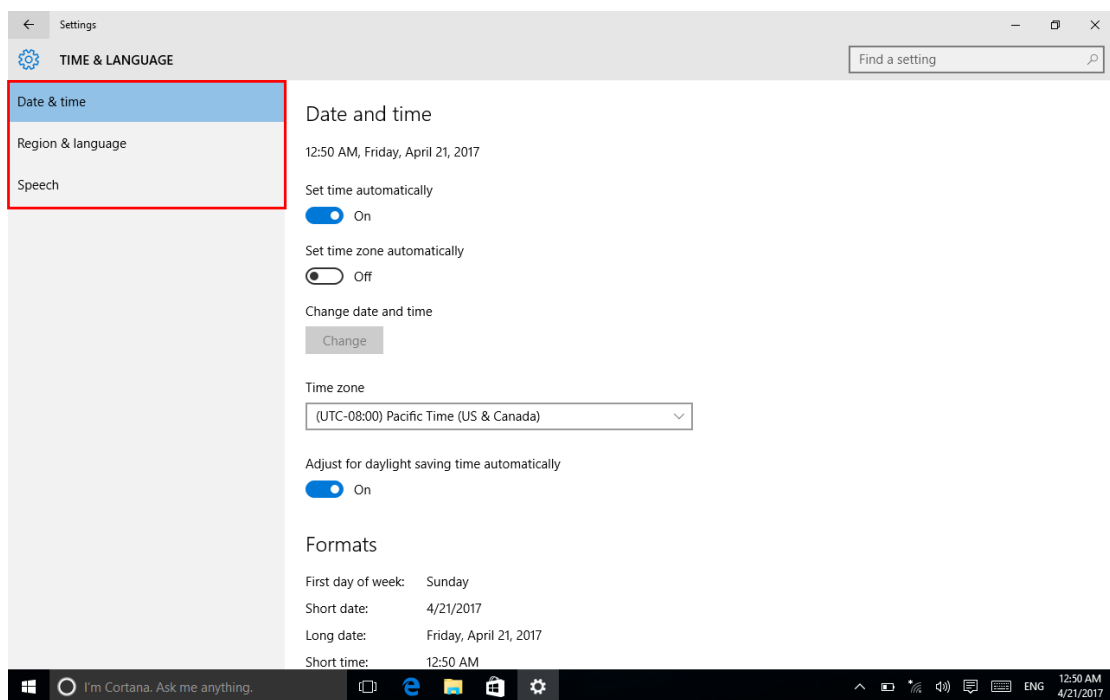 Settings
TIME & LANGUAGE
Find a setting
Date & time
Region & language
Speech
Date and time
12:50 AM, Friday, April 21, 2017
Set time automatically
On
Set time zone automatically
Off
Change date and time
Change
Time zone
(UTC-08:00) Pacific Time (US & Canada)
Adjust for daylight saving time automatically
On
Formats
First day of week: Sunday
Short date: 4/21/2017
Long date: Friday, April 21, 2017
Short time: 12:50 AM
I'm Cortana. Ask me anything.
ENG
12:50 AM
4/21/2017